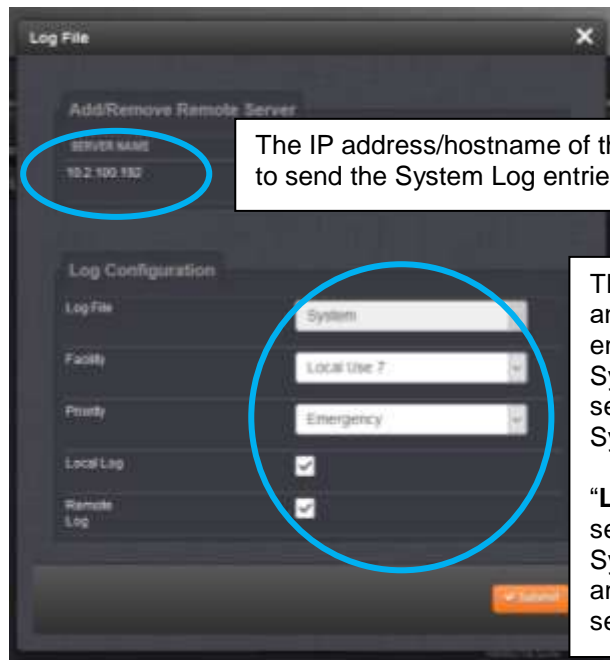 Log File
Add/Remove Remote Server
SERVER NAME
The IP address/hostname of th
10.2.100.192
to send the System Log entrie
Log Configuration
Log File
System
Facility
Local Use 7
Priority
Emergency
Local Log
Remote
Log
Submit
Th
an
en
Sy
se
Sy
“L
se
Sy
an
se